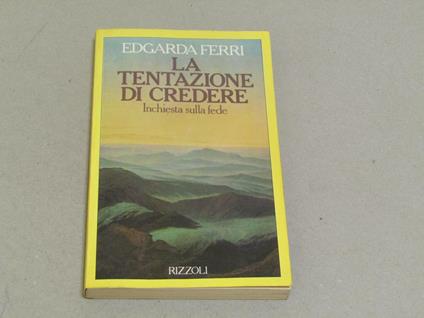 EDGARDA FERRI
LA
TENTAZIONE
DI CREDERE
Inchiesta sulla fede
RIZZOLI